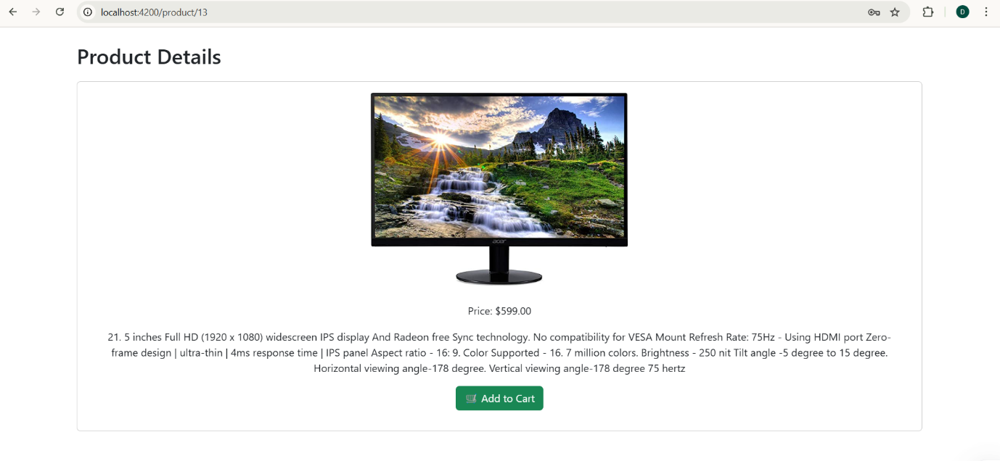 localhost:4200/product/13
D
Product Details
acer
Price: $599.00
21. 5 inches Full HD (1920 x 1080) widescreen IPS display And Radeon free Sync technology. No compatibility for VESA Mount Refresh Rate: 75Hz - Using HDMI port Zero-
frame design | ultra-thin | 4ms response time | IPS panel Aspect ratio - 16: 9. Color Supported - 16. 7 million colors. Brightness - 250 nit Tilt angle -5 degree to 15 degree.
Horizontal viewing angle-178 degree. Vertical viewing angle-178 degree 75 hertz
Add to Cart